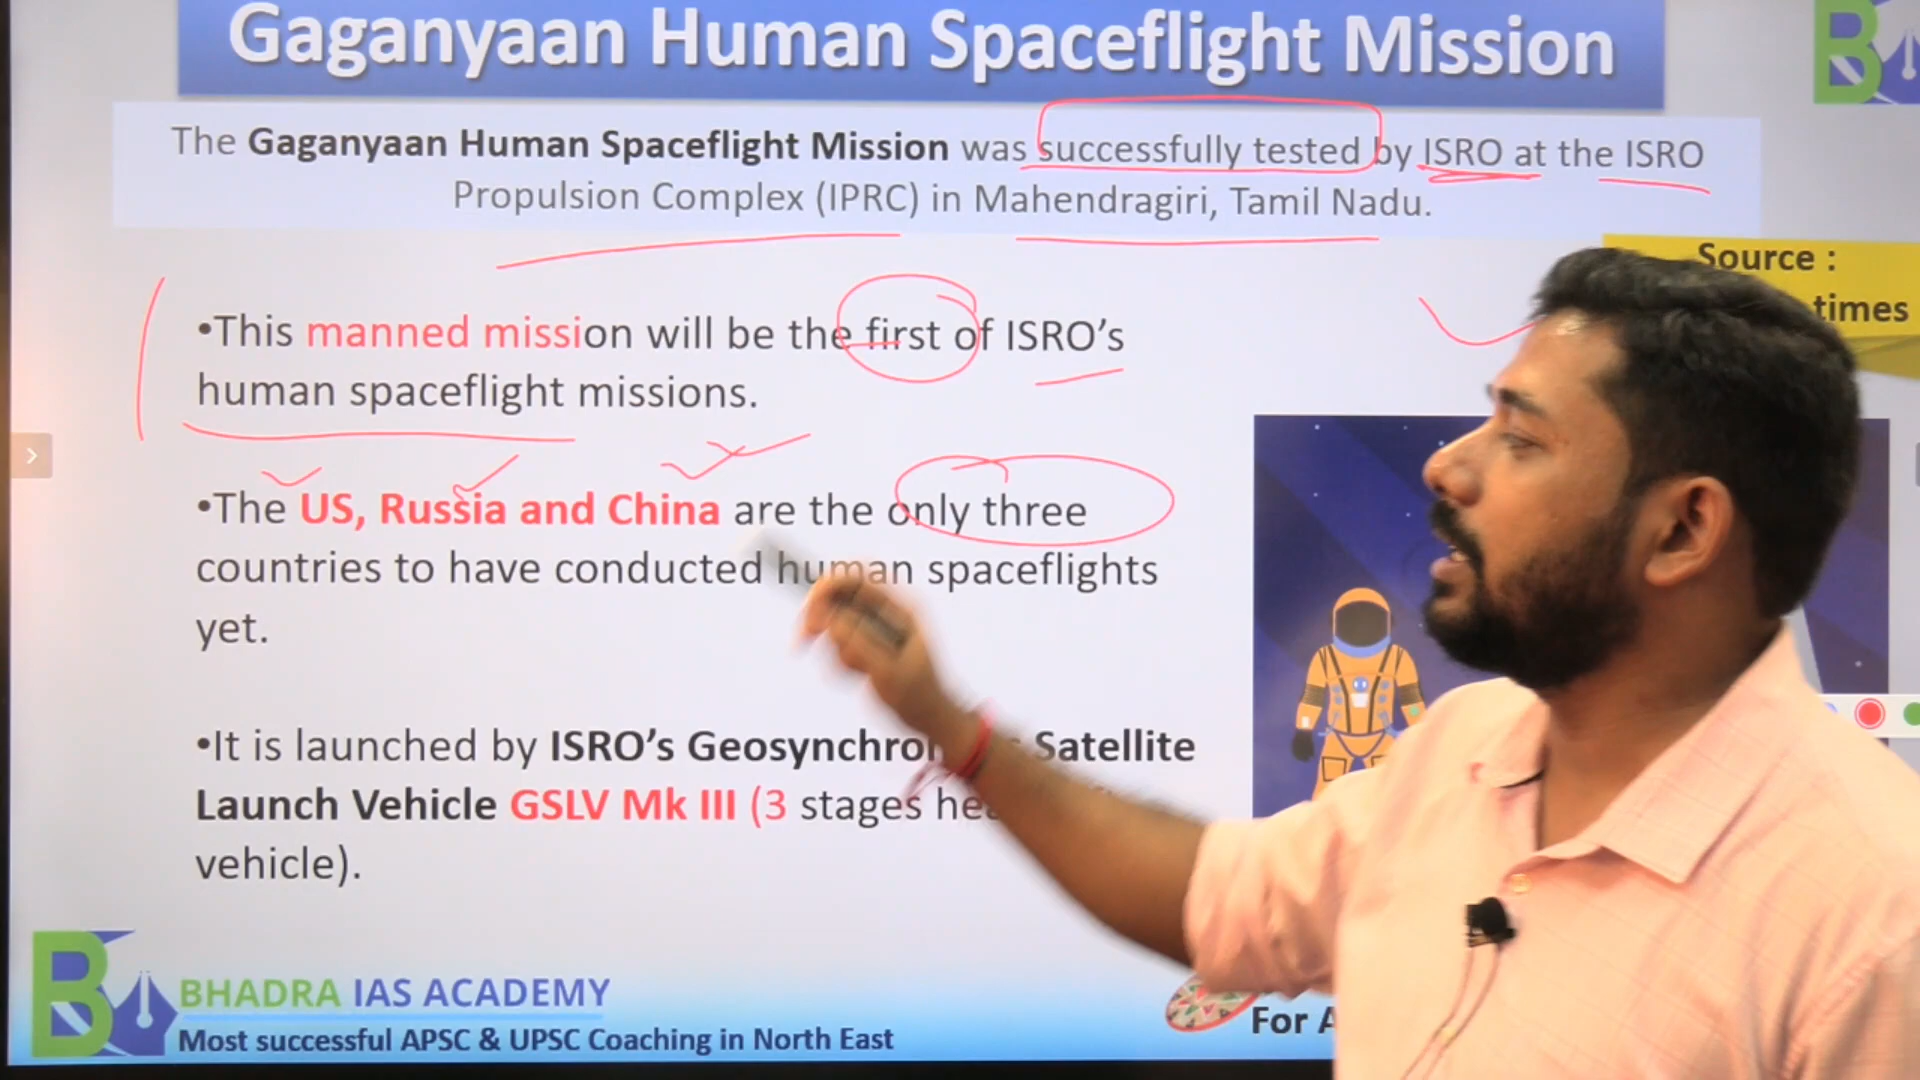 Gaganyaan Human Spaceflight Mission
The Gaganyaan Human Spaceflight Mission was successfully tested by ISRO at the ISRO
Propulsion Complex (IPRC) in Mahendragiri, Tamil Nadu.
Source :
times
•This manned mission will be the first of ISRO’s
human spaceflight missions.
•The US, Russia and China are the only three
countries to have conducted human spaceflights
yet.
•It is launched by ISRO’s Satellite
Launch Vehicle GSLV Mk III (3 stages
vehicle).
BHADRA IAS ACADEMY
Most successful APSC & UPSC Coaching in North East
For